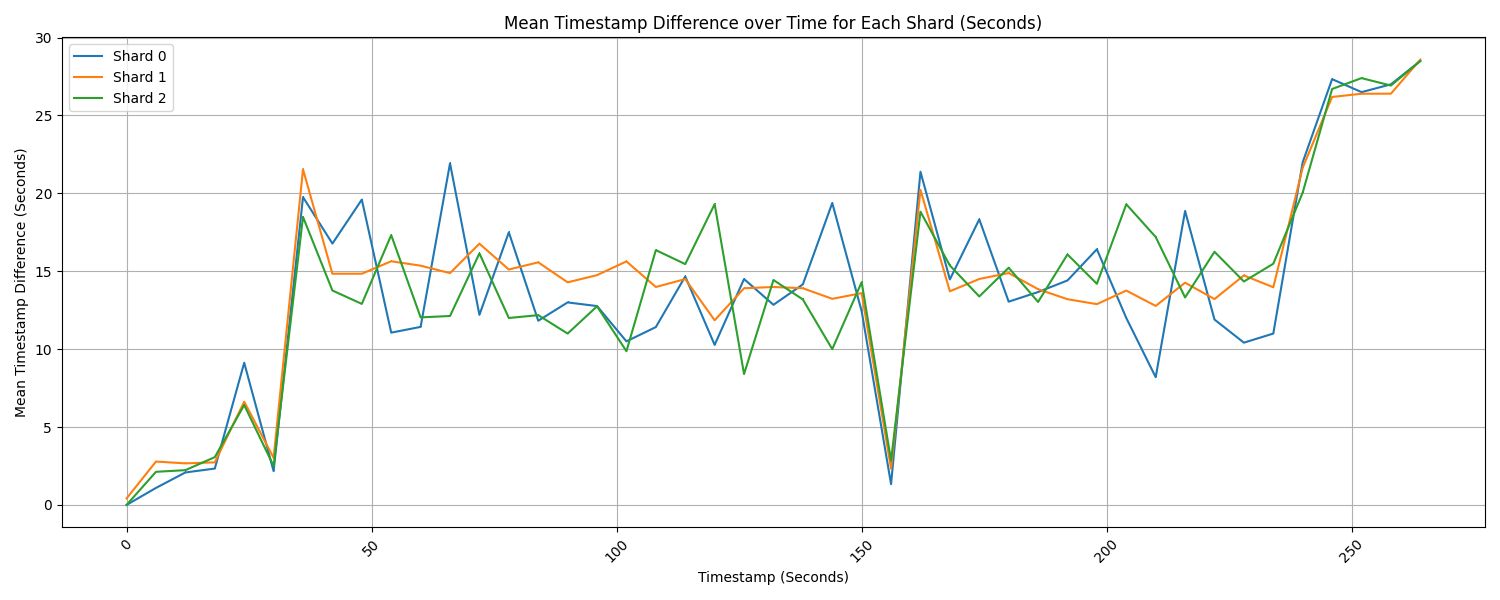 Mean Timestamp Difference over Time for Each Shard (Seconds)
30
25
20
15
10
5
0
Mean Timestamp Difference (Seconds)
Shard 0
Shard 1
Shard 2
0
50
100
150
200
250
Timestamp (Seconds)